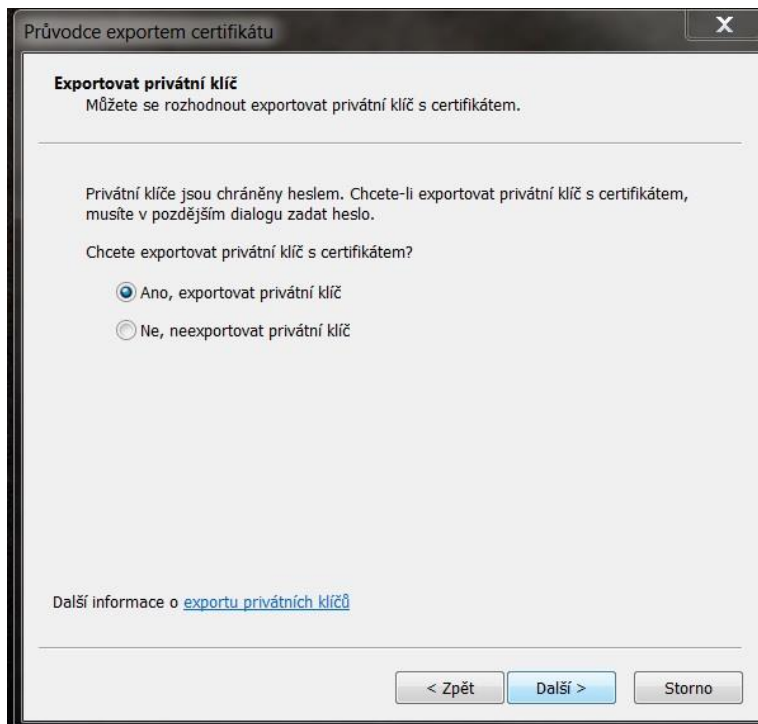 Průvodce exportem certifikátu
X
Exportovat privátní klíč
Můžete se rozhodnout exportovat privátní klíč s certifikátem.
Privátní klíče jsou chráněny heslem. Chcete-li exportovat privátní klíč s certifikátem,
musíte v pozdějším dialogu zadat heslo.
Chcete exportovat privátní klíč s certifikátem?
Ano, exportovat privátní klíč
Ne, neexportovat privátní klíč
Další informace o exportu privátních klíčů
< Zpět Další > Storno